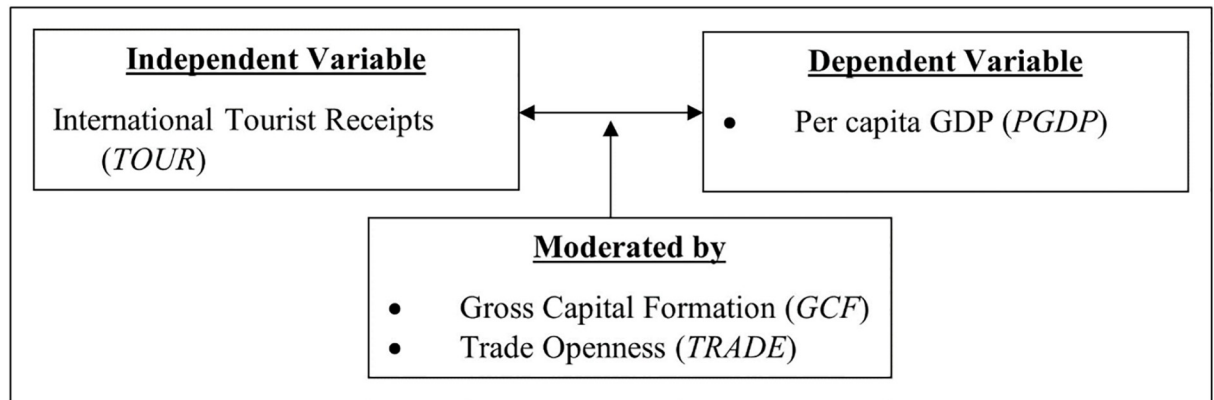 Independent Variable
International Tourist Receipts
(TOUR)
Dependent Variable
• Per capita GDP (PGDP)
Moderated by
• Gross Capital Formation (GCF)
• Trade Openness (TRADE)